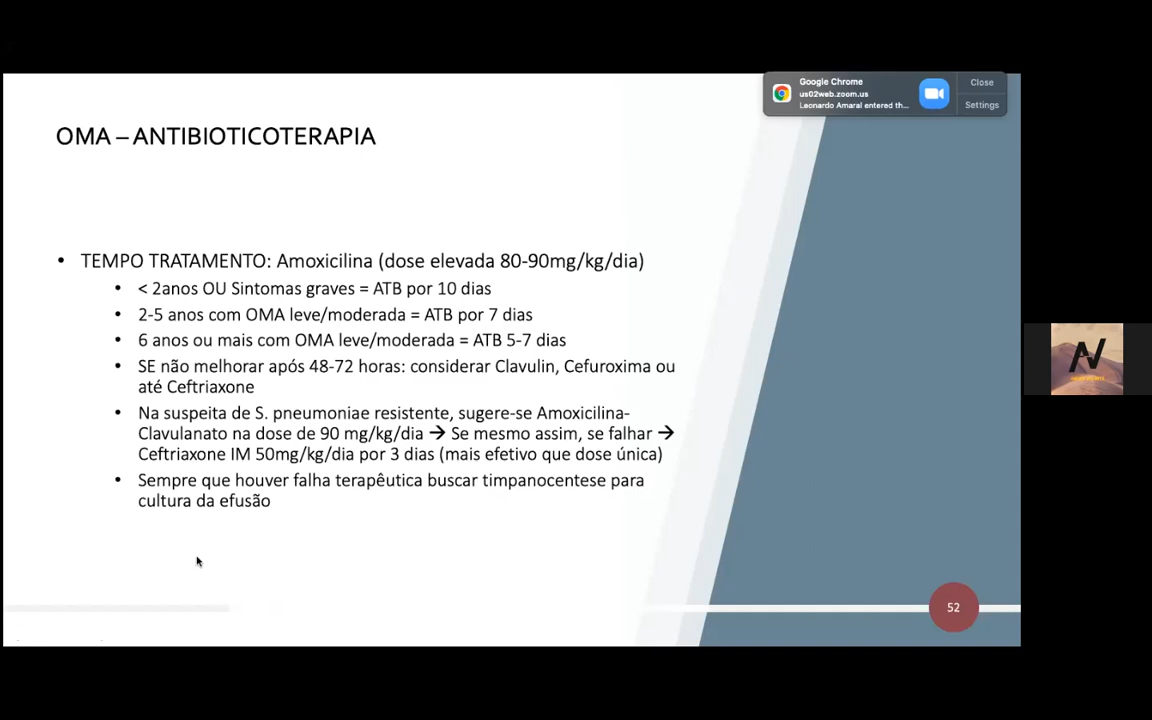 Google Chrome
us02web.zoom.us
Leonardo Amaral entered th...
Close
Settings
OMA – ANTIBIOTICOTERAPIA
• TEMPO TRATAMENTO: Amoxicilina (dose elevada 80-90mg/kg/dia)
• < 2anos OU Sintomas graves = ATB por 10 dias
• 2-5 anos com OMA leve/moderada = ATB por 7 dias
• 6 anos ou mais com OMA leve/moderada = ATB 5-7 dias
• SE não melhorar após 48-72 horas: considerar Clavulin, Cefuroxima ou
até Ceftriaxone
• Na suspeita de S. pneumoniae resistente, sugere-se Amoxicilina-
Clavulanato na dose de 90 mg/kg/dia → Se mesmo assim, se falhar →
Ceftriaxone IM 50mg/kg/dia por 3 dias (mais efetivo que dose única)
• Sempre que houver falha terapêutica buscar timpanocentese para
cultura da efusão
52